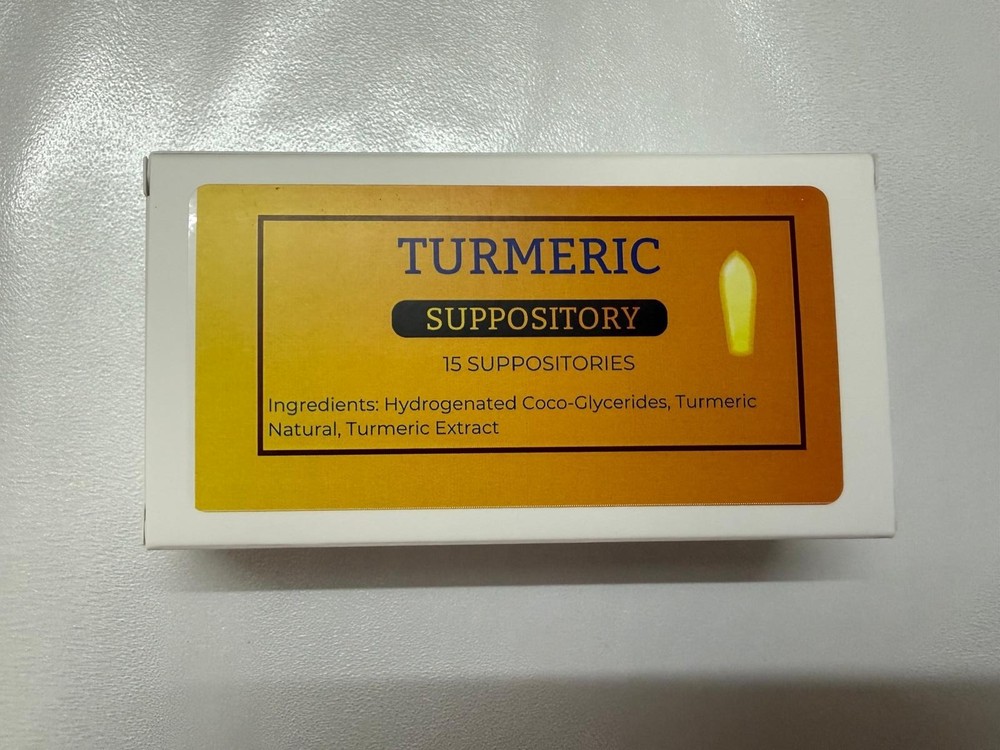 TURMERIC
SUPPOSITORY
15 SUPPOSITORIES
Ingredients: Hydrogenated Coco-Glycerides, Turmeric
Natural, Turmeric Extract